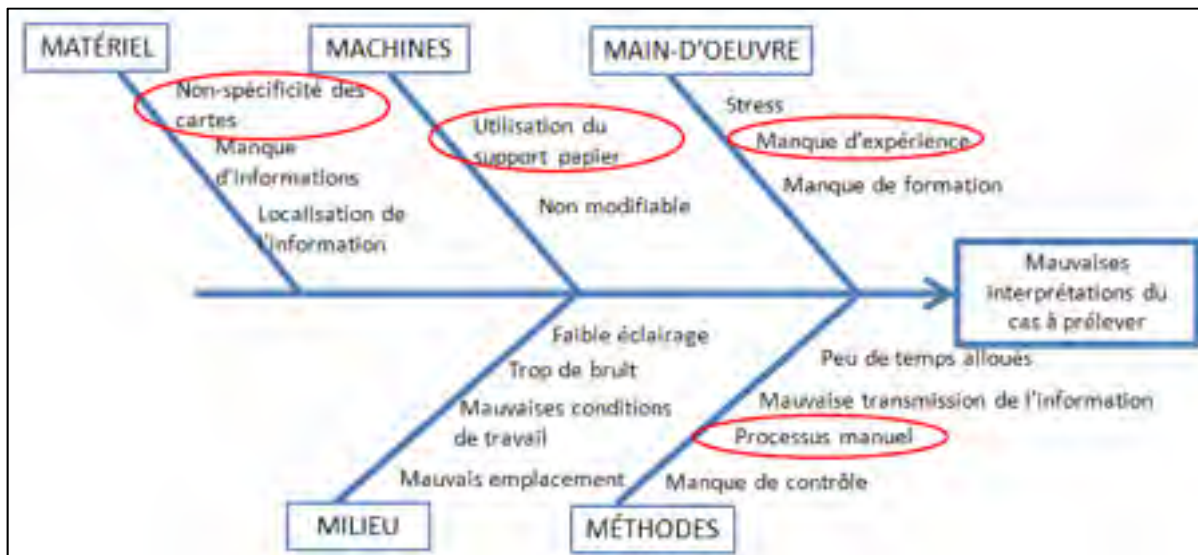 MATÉRIEL
MACHINES
MAIN-D'OEUVRE
Non-spécificité des
cartes
Manque
d'informations
Localisation de
l'information
Utilisation du
support papier
Non modifiable
Stress
Manque d'expérience
Manque de formation
Mauvaises
interprétations du
cas à prélever
Faible éclairage
Trop de bruit
Mauvaises conditions
de travail
Mauvais emplacement
Peu de temps alloués
Mauvaise transmission de l'information
Processus manuel
Manque de contrôle
MILIEU
MÉTHODES